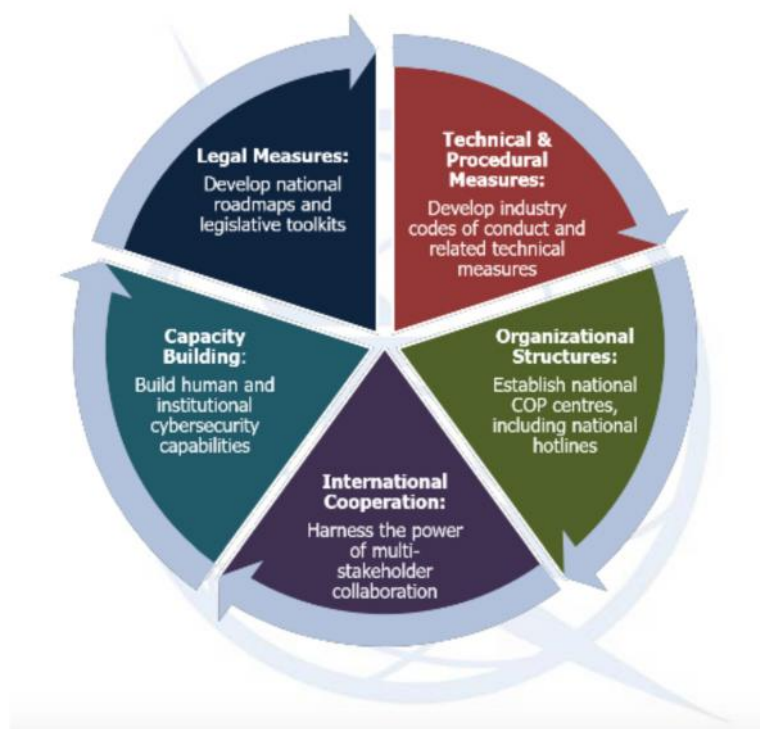 Legal Measures:
Develop national
roadmaps and
legislative toolkits
Technical &
Procedural
Measures:
Develop industry
codes of conduct and
related technical
measures
Organizational
Structures:
Establish national
COP centres,
including national
hotlines
International
Cooperation:
Harness the power
of multi-
stakeholder
collaboration
Capacity
Building:
Build human and
institutional
cybersecurity
capabilities